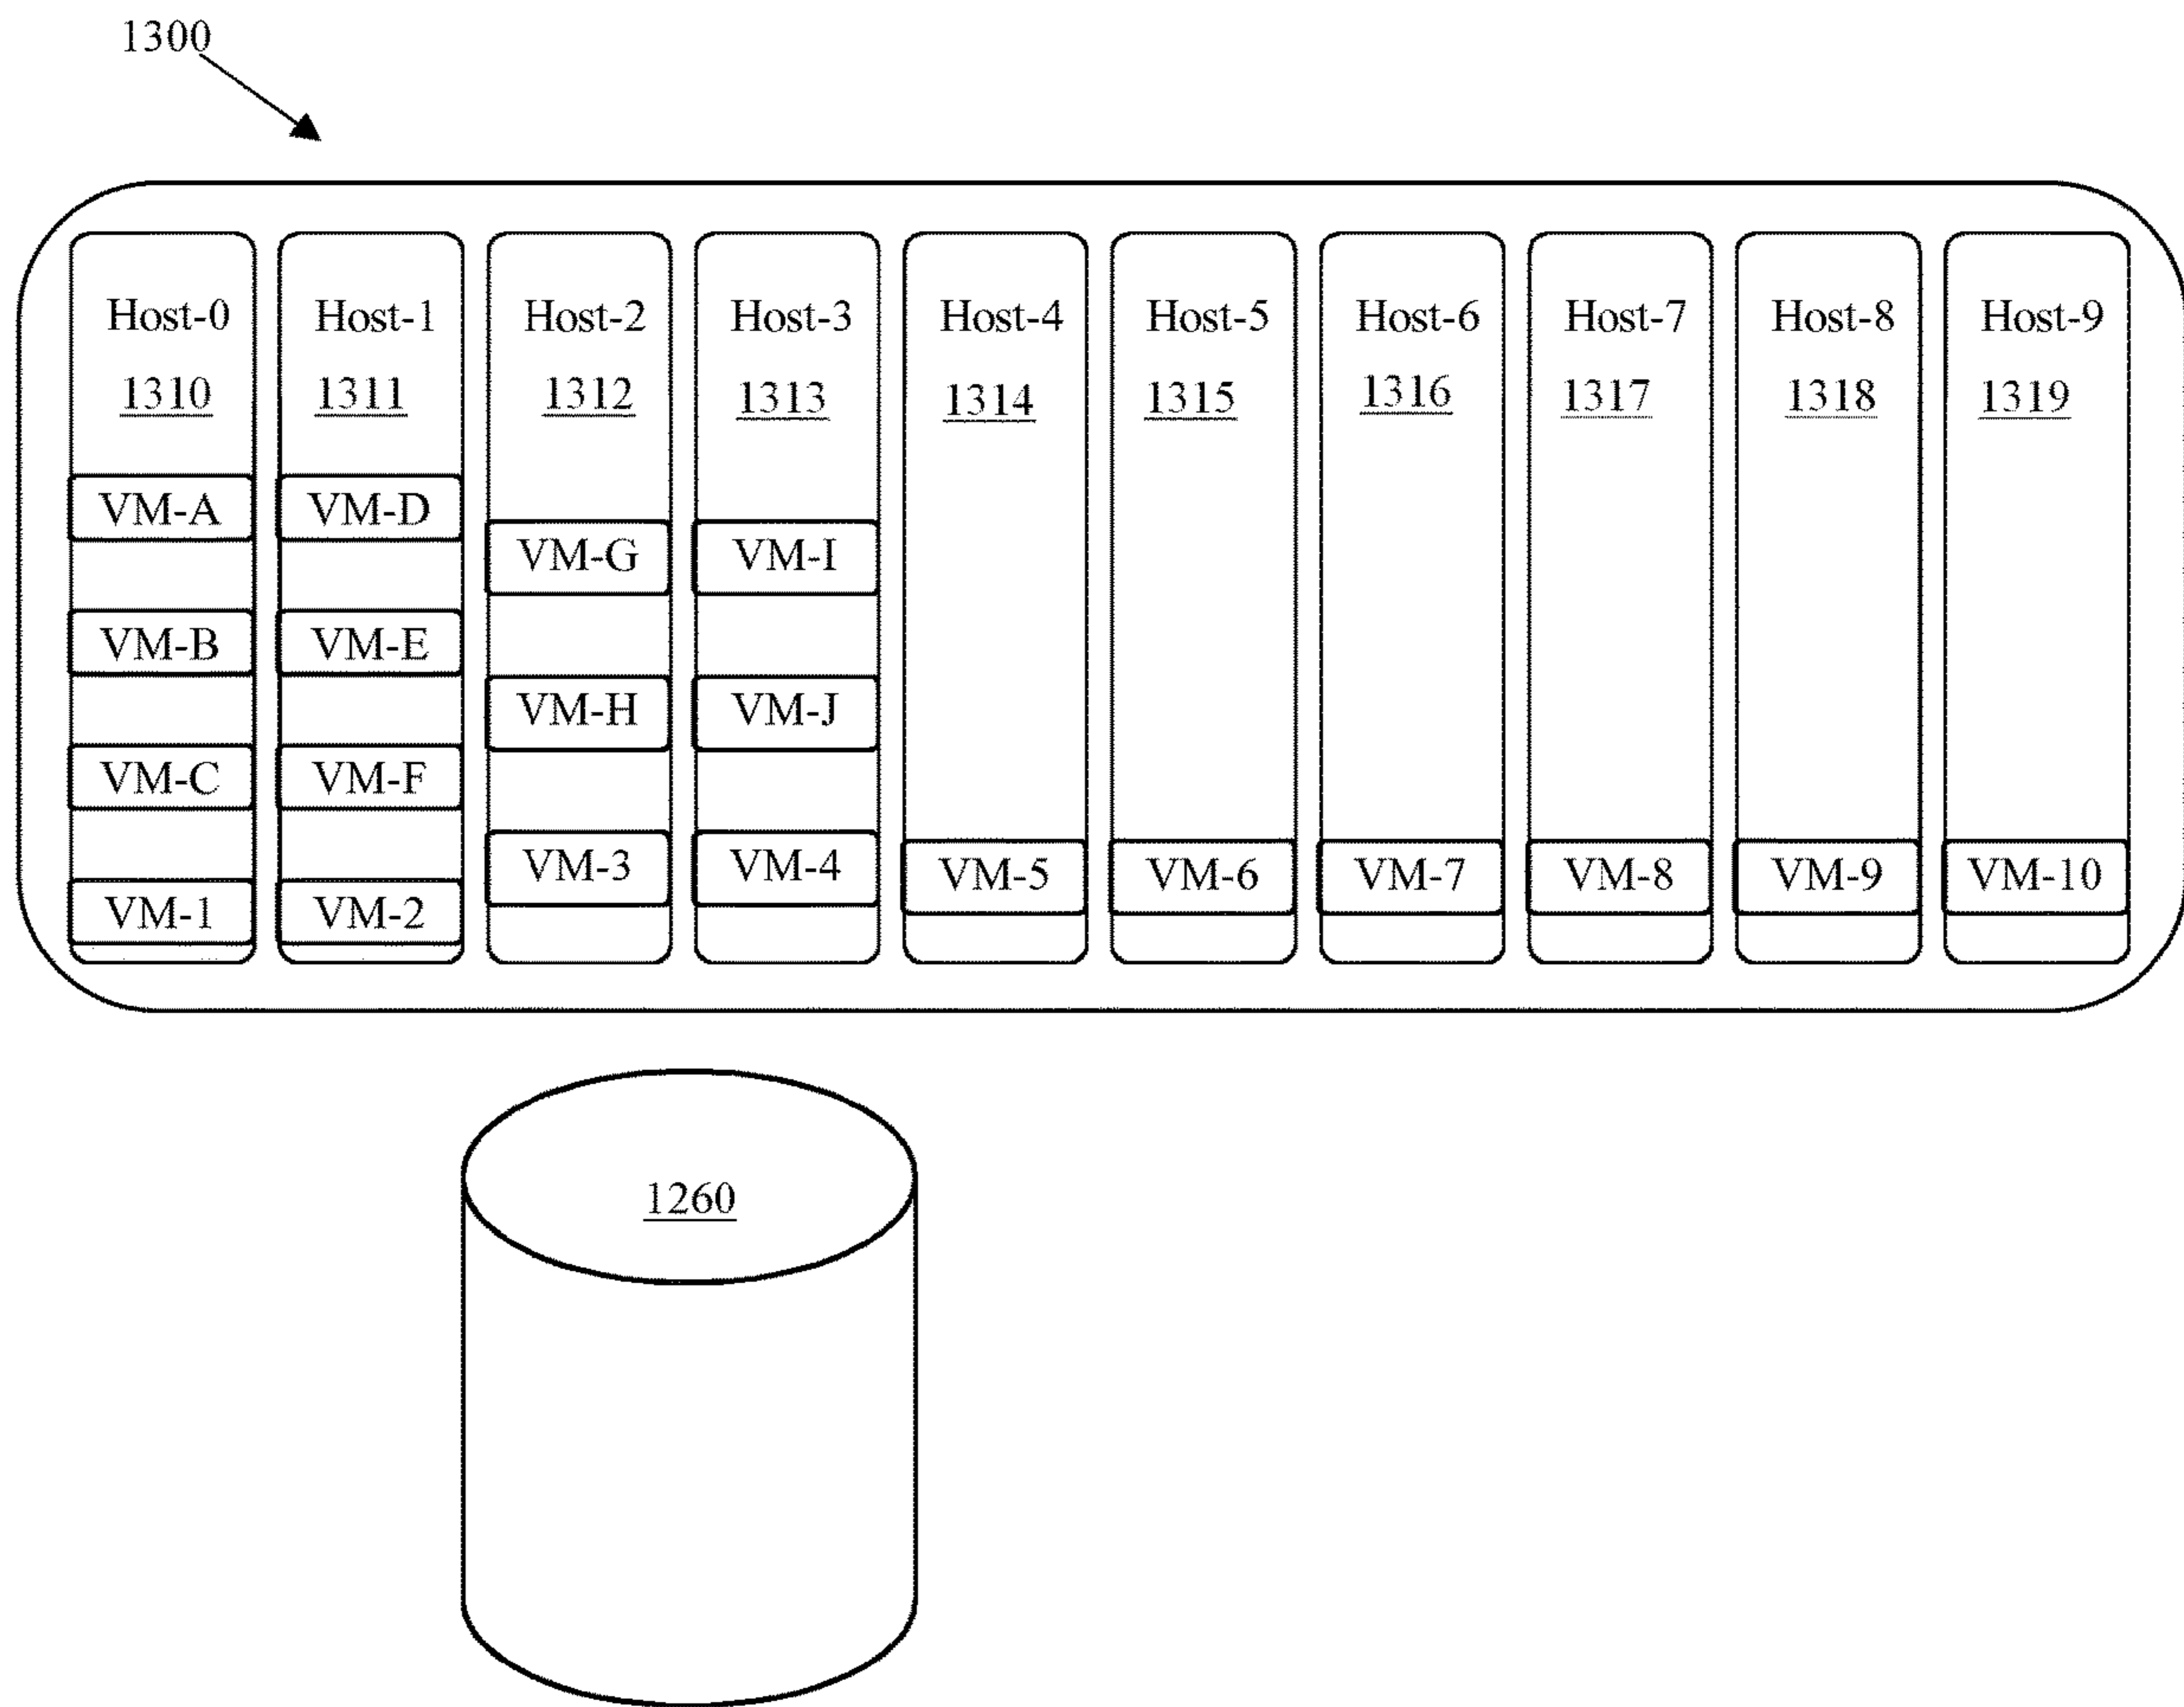 1300
Host-0 Host-1 Host-2 Host-3 Host-4 Host-5 Host-6 Host-7 Host-8 Host-9
1310 1311 1312 1313 1314 1315 1316 1317 1318 1319
VM-A VM-D
VM-G VM-I
VM-B VM-E
VM-H VM-J
VM-C VM-F
VM-3 VM-4 VM-5 VM-6 VM-7 VM-8 VM-9 VM-10
VM-1 VM-2
1260